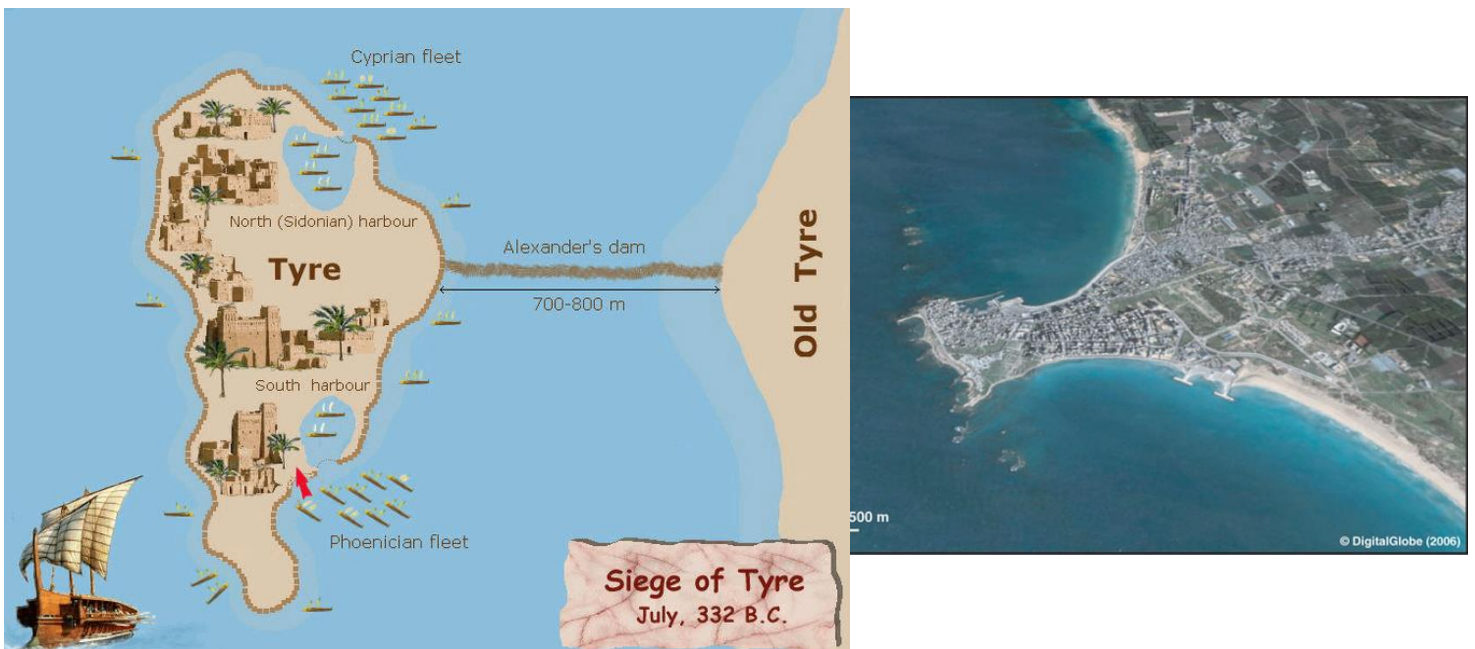 Cyprian fleet
North (Sidonian) harbour
Alexander's dam
Tyre
700-800 m
Old Tyre
South harbour
Phoenician fleet
Siege of Tyre
July, 332 B.C.
500 m
© DigitalGlobe (2006)